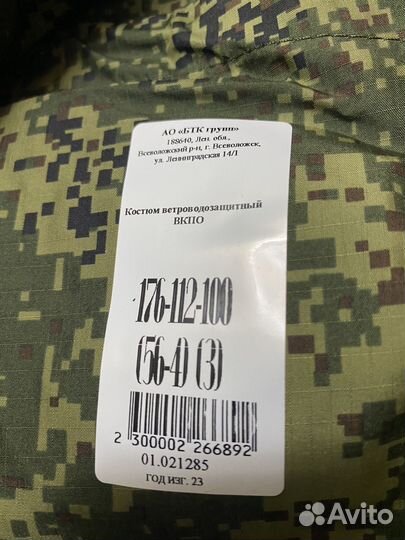 АО «БТК групп»
188640, Лен. обл.,
Всеволожский р-н, г. Всеволожск,
ул. Ленинградская 14/1
Костюм ветроводозащитный
ВКПО
176-112-100
(56-4) (3)
2 300002 266892
01.021285
год изг. 23
Avito